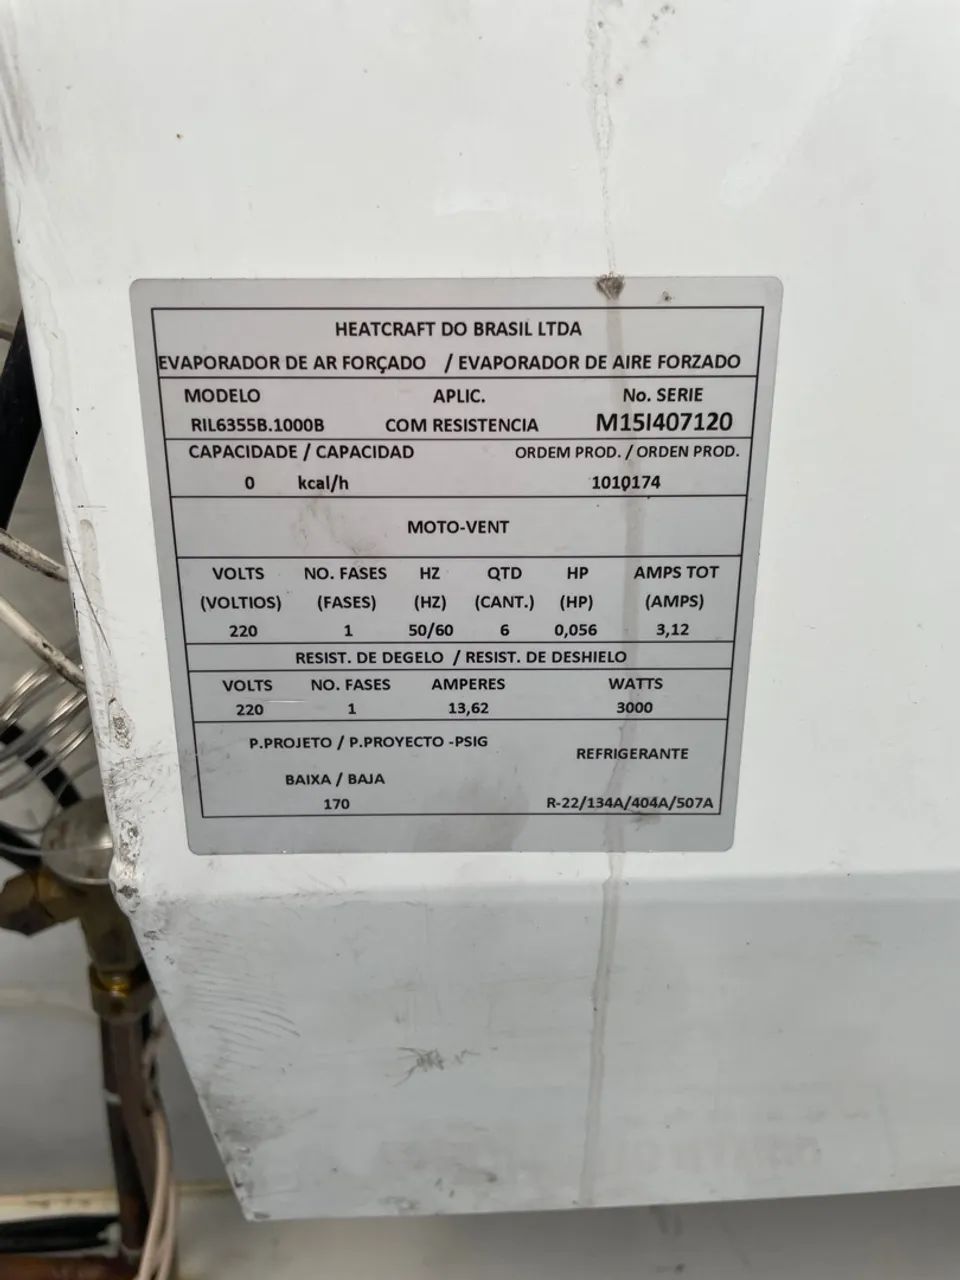 HEATCRAFT DO BRASIL LTDA
EVAPORADOR DE AR FORÇADO / EVAPORADOR DE AIRE FORZADO
MODELO APLIC. No. SERIE
RIL6355B.1000B COM RESISTENCIA M15I407120
CAPACIDADE / CAPACIDAD ORDEM PROD. / ORDEN PROD.
0 kcal/h 1010174
MOTO-VENT
VOLTS NO. FASES HZ QTD HP AMPS TOT
(VOLTIOS) (FASES) (HZ) (CANT.) (HP) (AMPS)
220 1 50/60 6 0,056 3,12
RESIST. DE DEGELO / RESIST. DE DESHIELO
VOLTS NO. FASES AMPERES WATTS
220 1 13,62 3000
P.PROJETO / P.PROYECTO -PSIG REFRIGERANTE
BAIXA / BAJA
170 R-22/134A/404A/507A